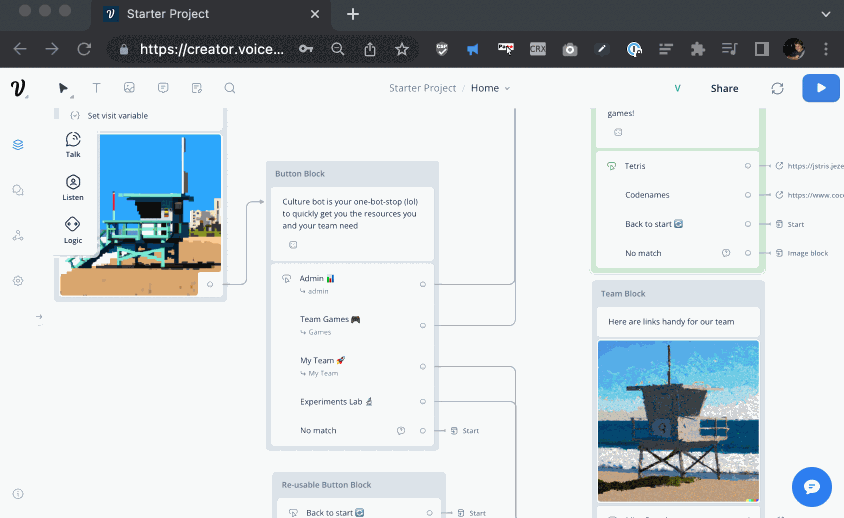 Starter Project
https://creator.voice...
CRX
Starter Project / Home
V
Share
Set visit variable
Talk
Listen
Logic
Button Block
Culture bot is your one-bot-stop (lol)
to quickly get you the resources you
and your team need
Admin 📊
↳ admin
Team Games 🎮
↳ Games
My Team 🚀
↳ My Team
Experiments Lab 🔬
No match
Start
Re-usable Button Block
Back to start 🔄
Start
games!
Tetris
https://jstris.jeze
Codenames
https://www.coc
Back to start 🔄
Start
No match
Image block
Team Block
Here are links handy for our team